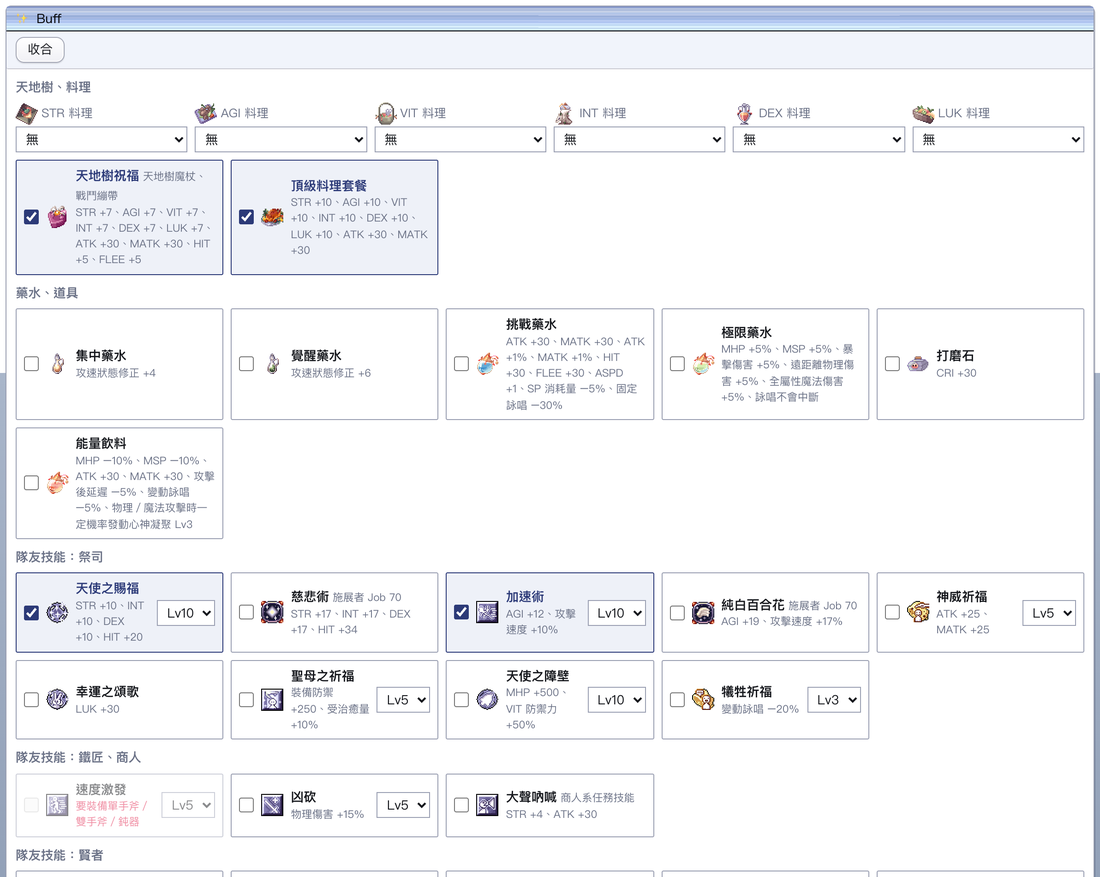 Buff
收合
天地樹、料理
STR 料理
AGI 料理
VIT 料理
INT 料理
DEX 料理
LUK 料理
無
無
無
無
無
無
天地樹祝福 天地樹魔杖、
戰鬥繃帶
STR +7、AGI +7、VIT +7、
INT +7、DEX +7、LUK +7、
ATK +30、MATK +30、HIT
+5、FLEE +5
頂級料理套餐
STR +10、AGI +10、VIT
+10、INT +10、DEX +10、
LUK +10、ATK +30、MATK
+30
藥水、道具
集中藥水
攻速狀態修正 +4
覺醒藥水
攻速狀態修正 +6
挑戰藥水
ATK +30、MATK +30、ATK
+1%、MATK +1%、HIT
+30、FLEE +30、ASPD
+1、SP 消耗量 −5%、固定
詠唱 −30%
極限藥水
MHP +5%、MSP +5%、暴
擊傷害 +5%、遠距離物理傷
害 +5%、全屬性魔法傷害
+5%、詠唱不會中斷
打磨石
CRI +30
能量飲料
MHP −10%、MSP −10%、
ATK +30、MATK +30、攻擊
後延遲 −5%、變動詠唱
−5%、物理 / 魔法攻擊時一
定機率發動心神凝聚 Lv3
隊友技能：祭司
天使之賜福
STR +10、INT
+10、DEX
+10、HIT +20
Lv10
慈悲術 施展者 Job 70
STR +17、INT +17、DEX
+17、HIT +34
加速術
AGI +12、攻擊
速度 +10%
Lv10
純白百合花 施展者 Job 70
AGI +19、攻擊速度 +17%
神威祈福
ATK +25、
MATK +25
Lv5
幸運之頌歌
LUK +30
聖母之祈福
裝備防禦
+250、受治癒量
+10%
Lv5
天使之障壁
MHP +500、
VIT 防禦力
+50%
Lv10
犧牲祈福
變動詠唱 −20%
Lv3
隊友技能：鐵匠、商人
速度激發
要裝備單手斧 /
雙手斧 / 鈍器
Lv5
凶砍
物理傷害 +15%
Lv5
大聲吶喊 商人系任務技能
STR +4、ATK +30
隊友技能：賢者